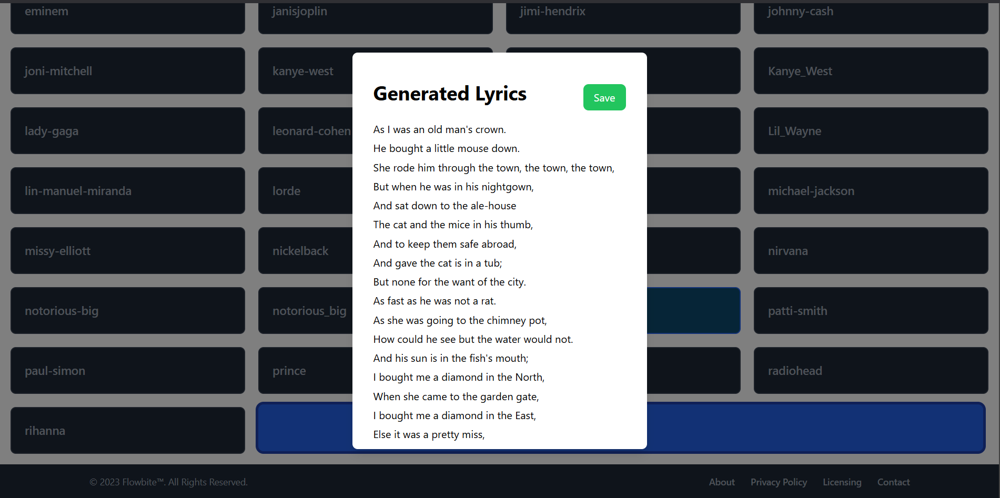 eminem
janisjoplin
jimi-hendrix
johnny-cash
joni-mitchell
kanye-west
Kanye_West
lady-gaga
leonard-cohen
Lil_Wayne
lin-manuel-miranda
lorde
michael-jackson
missy-elliott
nickelback
nirvana
notorious-big
notorious_big
patti-smith
paul-simon
prince
radiohead
rihanna
Generated Lyrics
Save
As I was an old man's crown.
He bought a little mouse down.
She rode him through the town, the town, the town,
But when he was in his nightgown,
And sat down to the ale-house
The cat and the mice in his thumb,
And to keep them safe abroad,
And gave the cat is in a tub;
But none for the want of the city.
As fast as he was not a rat.
As she was going to the chimney pot,
How could he see but the water would not.
And his sun is in the fish's mouth;
I bought me a diamond in the North,
When she came to the garden gate,
I bought me a diamond in the East,
Else it was a pretty miss,
© 2023 Flowbite™. All Rights Reserved.
About
Privacy Policy
Licensing
Contact